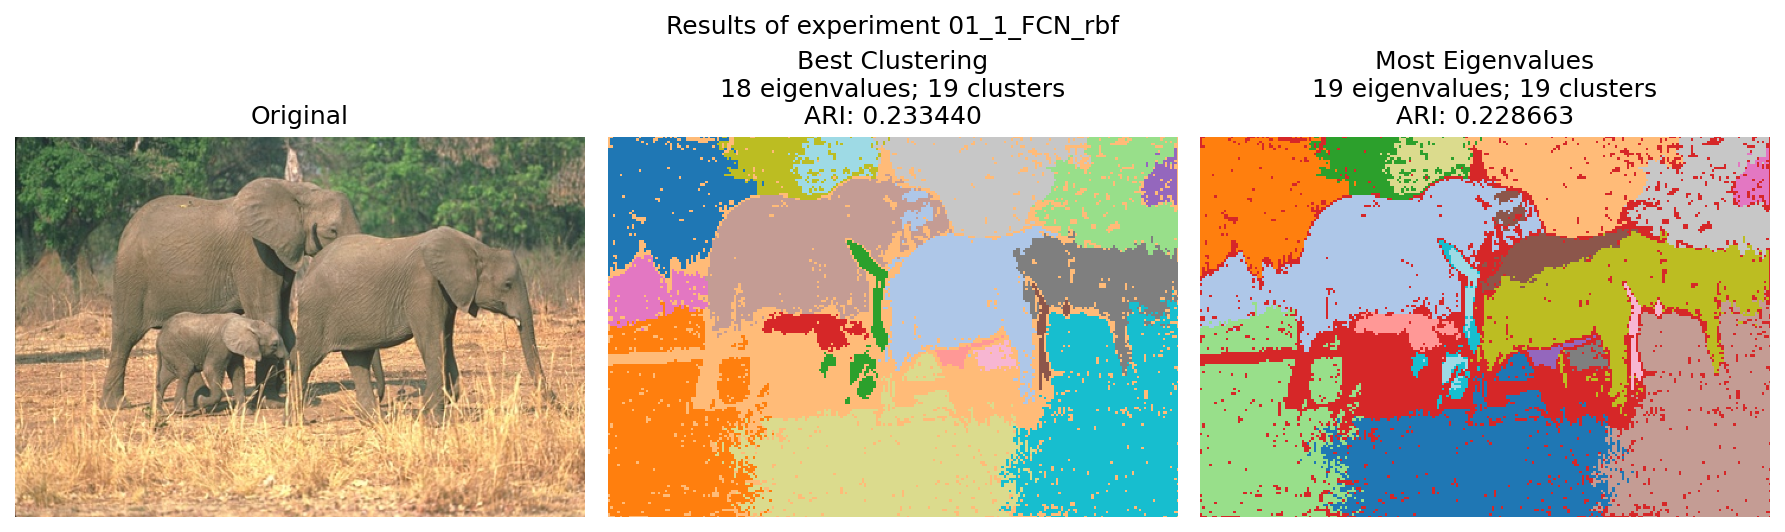 Results of experiment 01_1_FCN_rbf
Original
Best Clustering
18 eigenvalues; 19 clusters
ARI: 0.233440
Most Eigenvalues
19 eigenvalues; 19 clusters
ARI: 0.228663